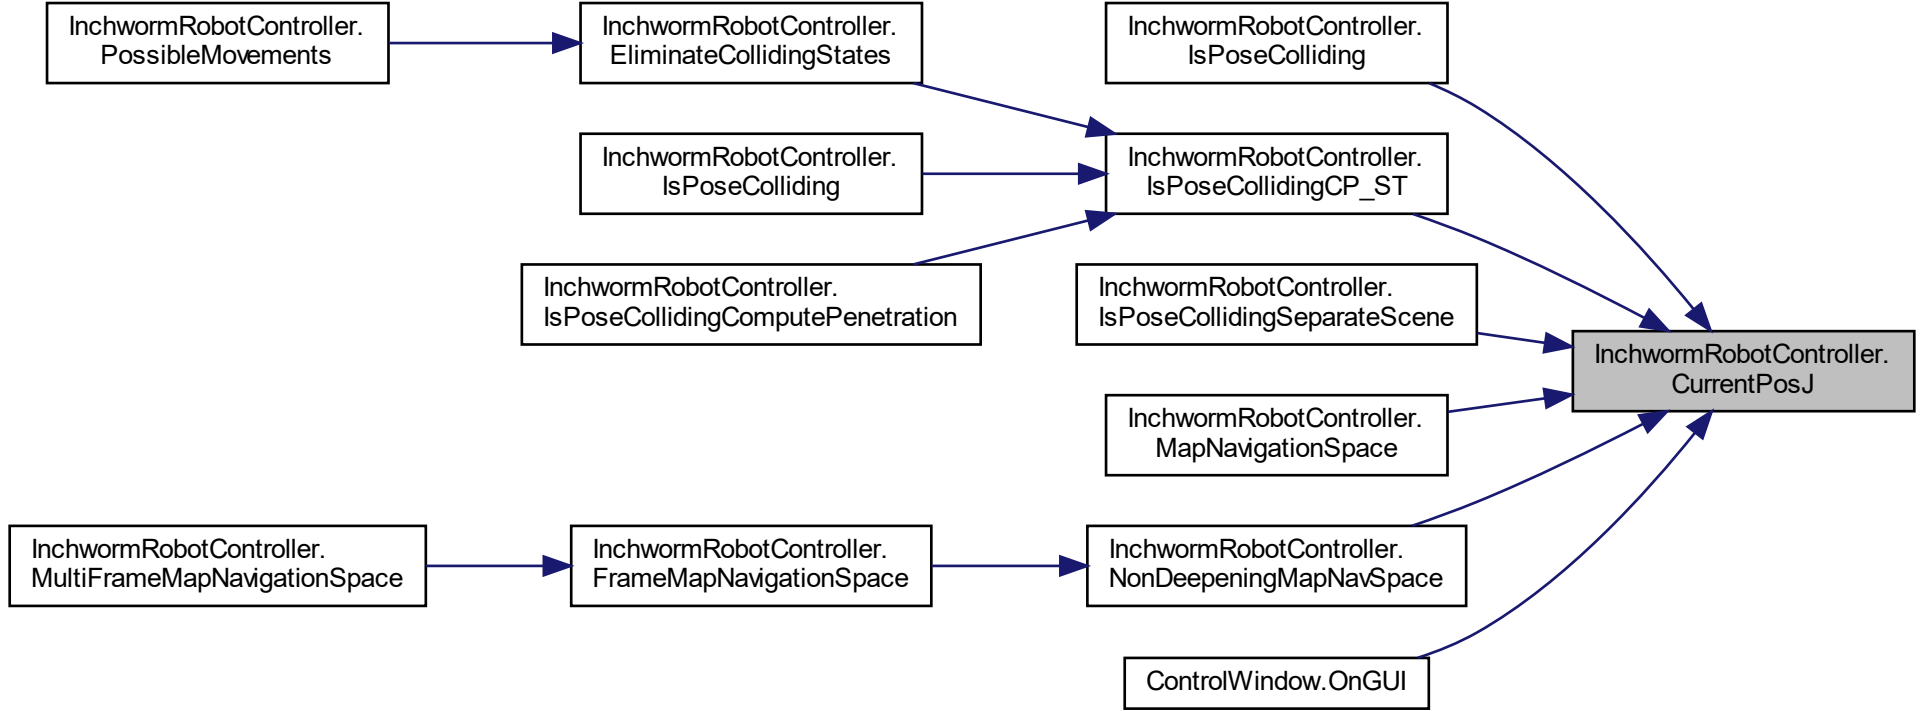 InchwormRobotController.
PossibleMovements
InchwormRobotController.
EliminateCollidingStates
InchwormRobotController.
IsPoseColliding
InchwormRobotController.
IsPoseColliding
InchwormRobotController.
IsPoseCollidingCP_ST
InchwormRobotController.
IsPoseCollidingComputePenetration
InchwormRobotController.
IsPoseCollidingSeparateScene
InchwormRobotController.
CurrentPosJ
InchwormRobotController.
MapNavigationSpace
InchwormRobotController.
MultiFrameMapNavigationSpace
InchwormRobotController.
FrameMapNavigationSpace
InchwormRobotController.
NonDeepeningMapNavSpace
ControlWindow.OnGUI